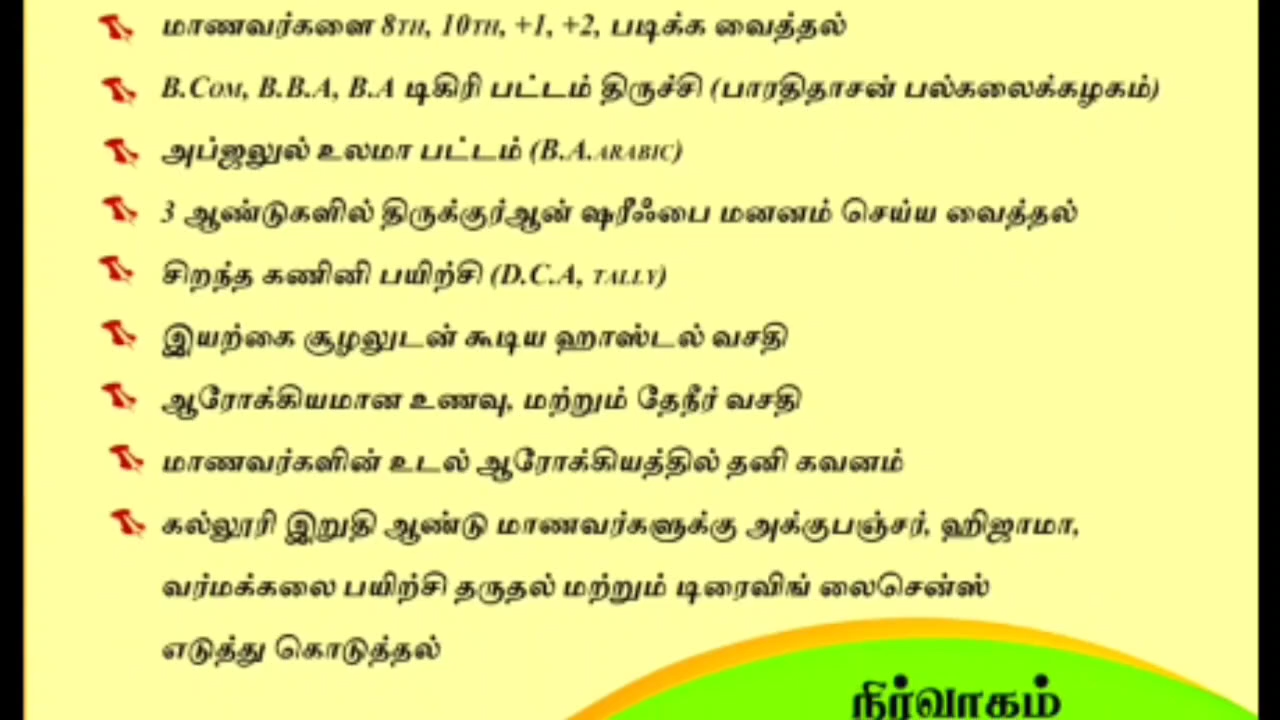 மாணவர்களை 8TH, 10TH, +1, +2, படிக்க வைத்தல்
B.COM, B.B.A, B.A டிகிரி பட்டம் திருச்சி (பாரதிதாசன் பல்கலைக்கழகம்)
அப்ஜலுல் உலமா பட்டம் (B.A.ARABIC)
3 ஆண்டுகளில் திருக்குர்ஆன் ஷரீஃபை மனனம் செய்ய வைத்தல்
சிறந்த கணினி பயிற்சி (D.C.A, TALLY)
இயற்கை சூழலுடன் கூடிய ஹாஸ்டல் வசதி
ஆரோக்கியமான உணவு, மற்றும் தேநீர் வசதி
மாணவர்களின் உடல் ஆரோக்கியத்தில் தனி கவனம்
கல்லூரி இறுதி ஆண்டு மாணவர்களுக்கு அக்குபஞ்சர், ஹிஜாமா,
வர்மக்கலை பயிற்சி தருதல் மற்றும் டிரைவிங் லைசென்ஸ்
எடுத்து கொடுத்தல்
நிர்வாகம்